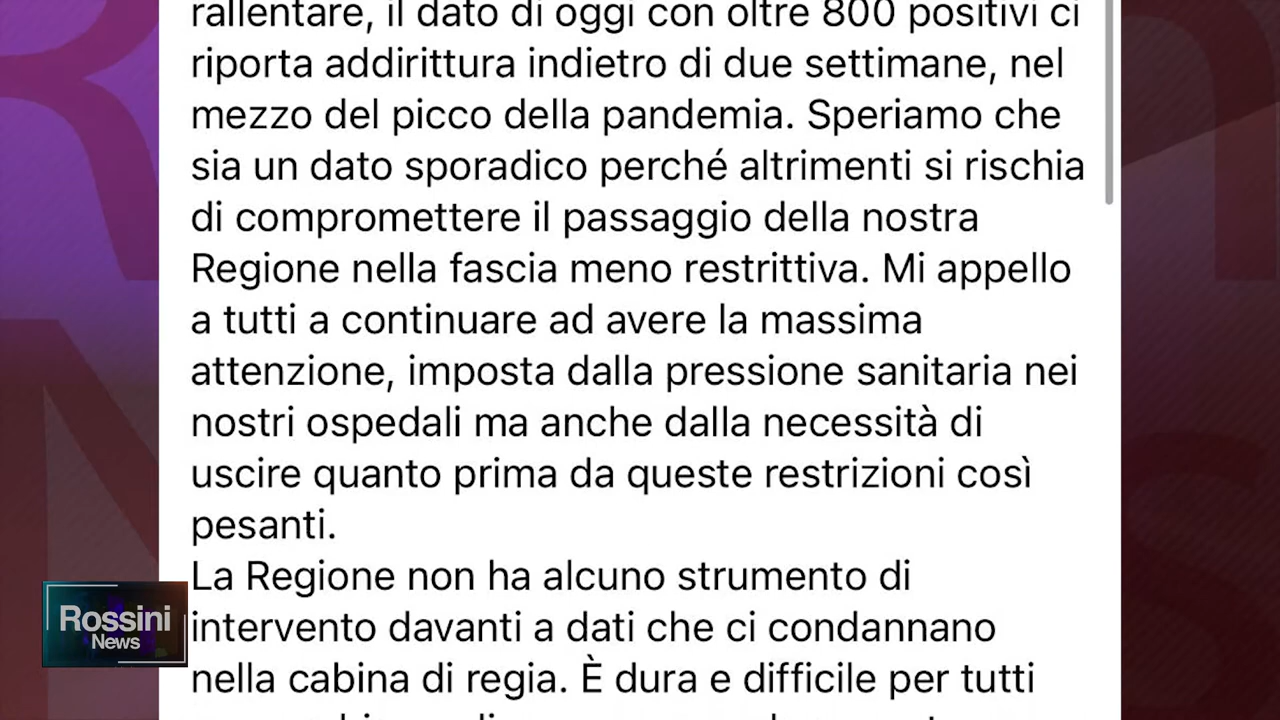 rallentare, il dato di oggi con oltre 800 positivi ci
riporta addirittura indietro di due settimane, nel
mezzo del picco della pandemia. Speriamo che
sia un dato sporadico perché altrimenti si rischia
di compromettere il passaggio della nostra
Regione nella fascia meno restrittiva. Mi appello
a tutti a continuare ad avere la massima
attenzione, imposta dalla pressione sanitaria nei
nostri ospedali ma anche dalla necessità di
uscire quanto prima da queste restrizioni così
pesanti.
La Regione non ha alcuno strumento di
intervento davanti a dati che ci condannano
nella cabina di regia. È dura e difficile per tutti
Rossini
News